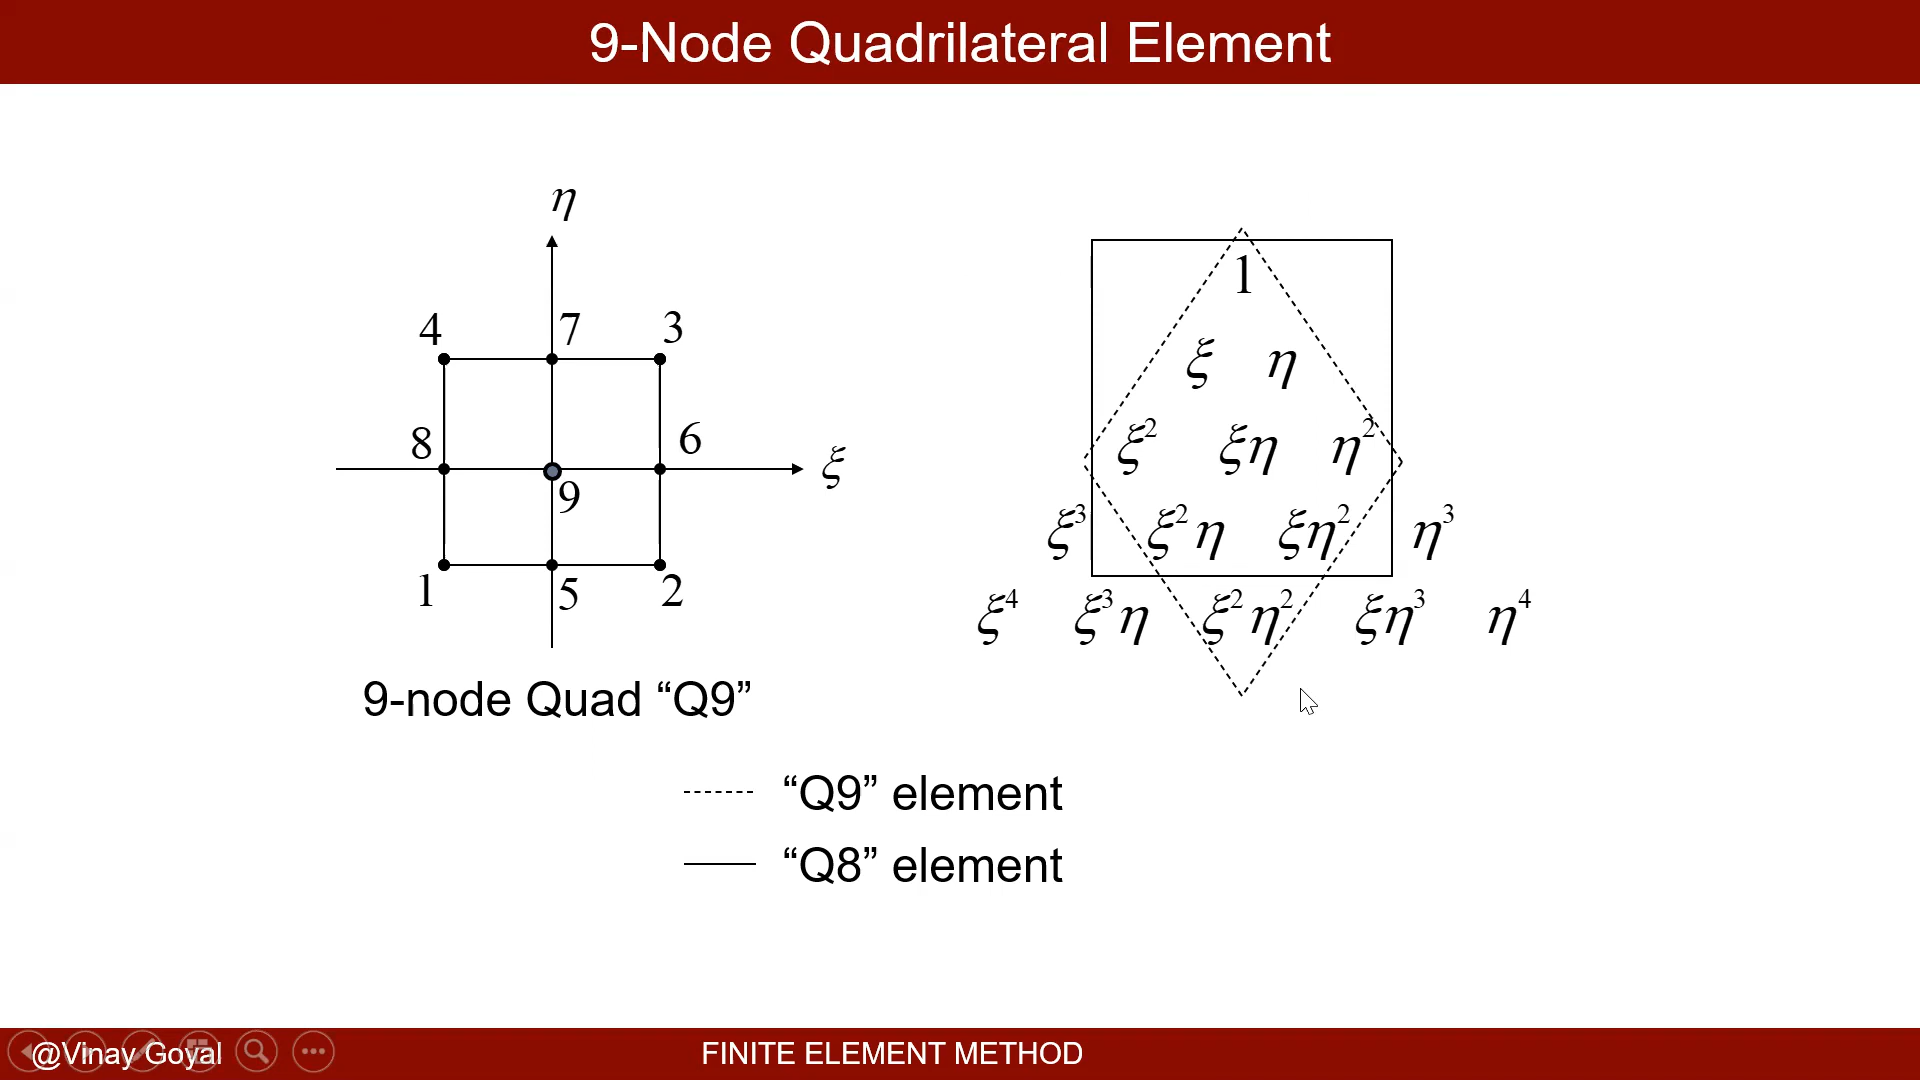 9-Node Quadrilateral Element
η
4 7 3
8 6 ξ
9
1 5 2
9-node Quad “Q9”
1
ξ η
ξ² ξη η²
ξ³ ξ²η ξη² η³
ξ⁴ ξ³η ξ²η² ξη³ η⁴
“Q9” element
“Q8” element
@Vinay Goyal
FINITE ELEMENT METHOD